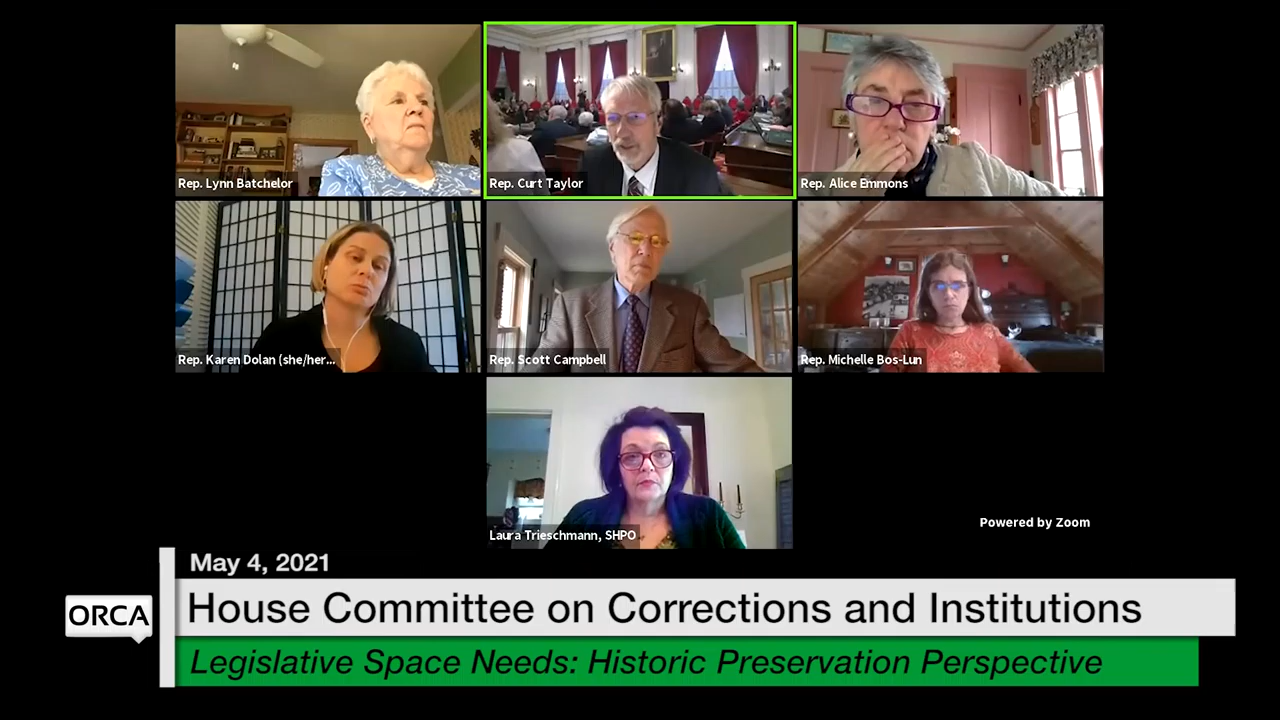 Rep. Lynn Batchelor
Rep. Curt Taylor
Rep. Alice Emmons
Rep. Karen Dolan (she/her...
Rep. Scott Campbell
Rep. Michelle Bos-Lun
Laura Trieschmann, SHPO
Powered by Zoom
May 4, 2021
ORCA
House Committee on Corrections and Institutions
Legislative Space Needs: Historic Preservation Perspective